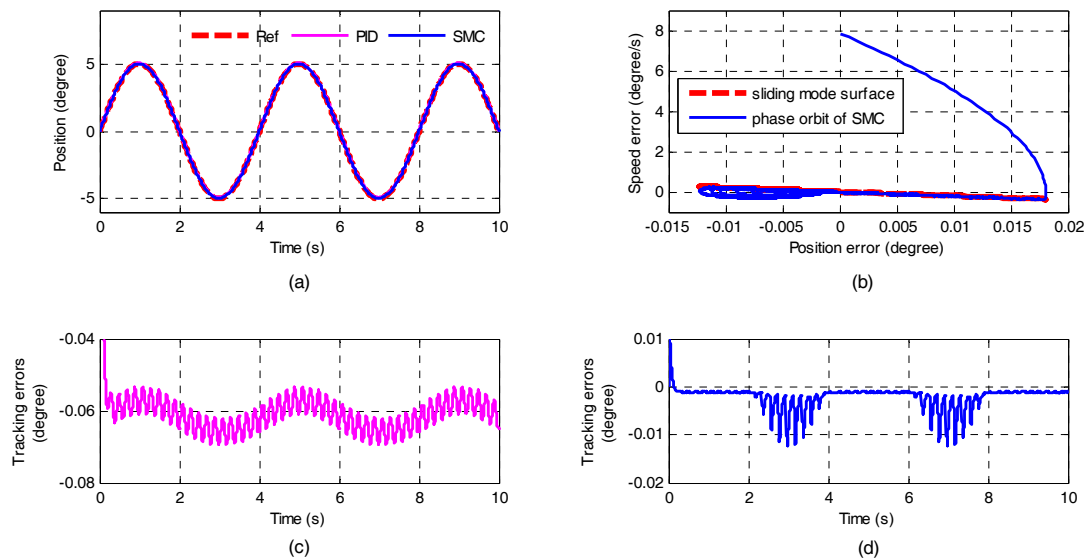 Ref PID SMC
Position (degree)
5
0
-5
0 2 4 6 8 10
Time (s)
(a)
Speed error (degree/s)
8
6
4
2
0
sliding mode surface
phase orbit of SMC
-0.015 -0.01 -0.005 0 0.005 0.01 0.015 0.02
Position error (degree)
(b)
Tracking errors
(degree)
-0.04
-0.06
-0.08
0 2 4 6 8 10
Time (s)
(c)
Tracking errors
(degree)
0.01
0
-0.01
-0.02
0 2 4 6 8 10
Time (s)
(d)